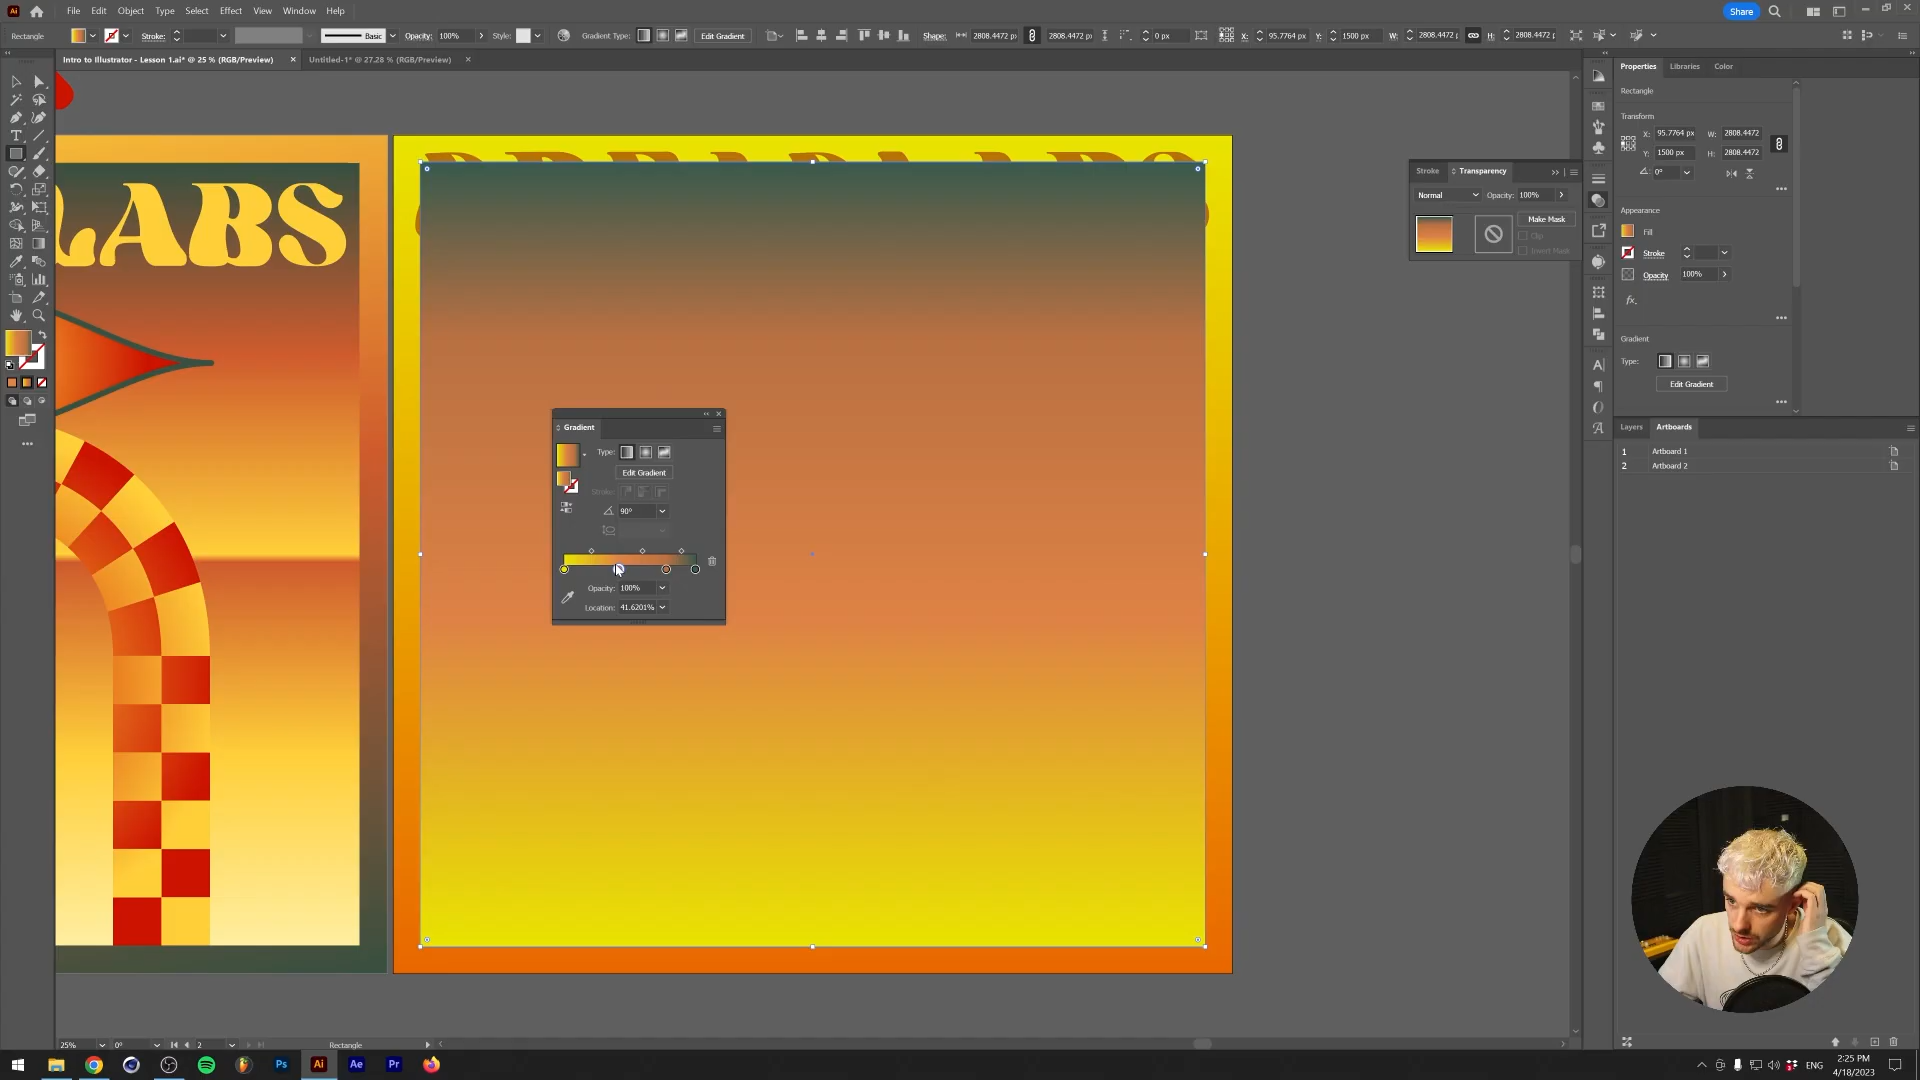 File Edit Object Type Select Effect View Window Help
Share
Rectangle
Stroke:
Basic
Opacity: 100%
Style:
Gradient Type:
Edit Gradient
Shape:
2808.4472 p
2808.4472 p
0 px
X: 95.7764 px
Y: 1500 px
W: 2808.4472
H: 2808.4472
Intro to Illustrator - Lesson 1.ai* @ 25 % (RGB/Preview)
Untitled-1* @ 27.28 % (RGB/Preview)
LABS
Gradient
Type:
Edit Gradient
Stroke:
90°
Opacity: 100%
Location: 41.6201%
Stroke Transparency
Normal
Opacity: 100%
Make Mask
Clip
Invert Mask
Properties Libraries Color
Rectangle
Transform
X: 95.7764 px W: 2808.4472
Y: 1500 px H: 2808.4472
0°
Appearance
Fill
Stroke
Opacity 100%
fx.
Gradient
Type:
Edit Gradient
Layers Artboards
1 Artboard 1
2 Artboard 2
25%
0°
2
Rectangle
Ps
Ai
Ae
Pr
ENG
2:25 PM
4/18/2023